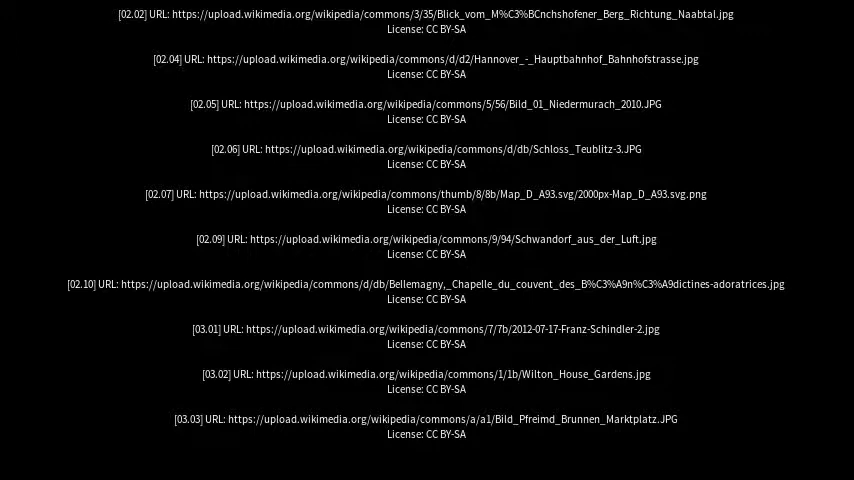 [02.02] URL: https://upload.wikimedia.org/wikipedia/commons/3/35/Blick_vom_M%C3%BCnchshofener_Berg_Richtung_Naabtal.jpg
License: CC BY-SA
[02.04] URL: https://upload.wikimedia.org/wikipedia/commons/d/d2/Hannover_-_Hauptbahnhof_Bahnhofstrasse.jpg
License: CC BY-SA
[02.05] URL: https://upload.wikimedia.org/wikipedia/commons/5/56/Bild_01_Niedermurach_2010.JPG
License: CC BY-SA
[02.06] URL: https://upload.wikimedia.org/wikipedia/commons/d/db/Schloss_Teublitz-3.JPG
License: CC BY-SA
[02.07] URL: https://upload.wikimedia.org/wikipedia/commons/thumb/8/8b/Map_D_A93.svg/2000px-Map_D_A93.svg.png
License: CC BY-SA
[02.09] URL: https://upload.wikimedia.org/wikipedia/commons/9/94/Schwandorf_aus_der_Luft.jpg
License: CC BY-SA
[02.10] URL: https://upload.wikimedia.org/wikipedia/commons/d/db/Bellemagny,_Chapelle_du_couvent_des_B%C3%A9n%C3%A9dictines-adoratrices.jpg
License: CC BY-SA
[03.01] URL: https://upload.wikimedia.org/wikipedia/commons/7/7b/2012-07-17-Franz-Schindler-2.jpg
License: CC BY-SA
[03.02] URL: https://upload.wikimedia.org/wikipedia/commons/1/1b/Wilton_House_Gardens.jpg
License: CC BY-SA
[03.03] URL: https://upload.wikimedia.org/wikipedia/commons/a/a1/Bild_Pfreimd_Brunnen_Marktplatz.JPG
License: CC BY-SA